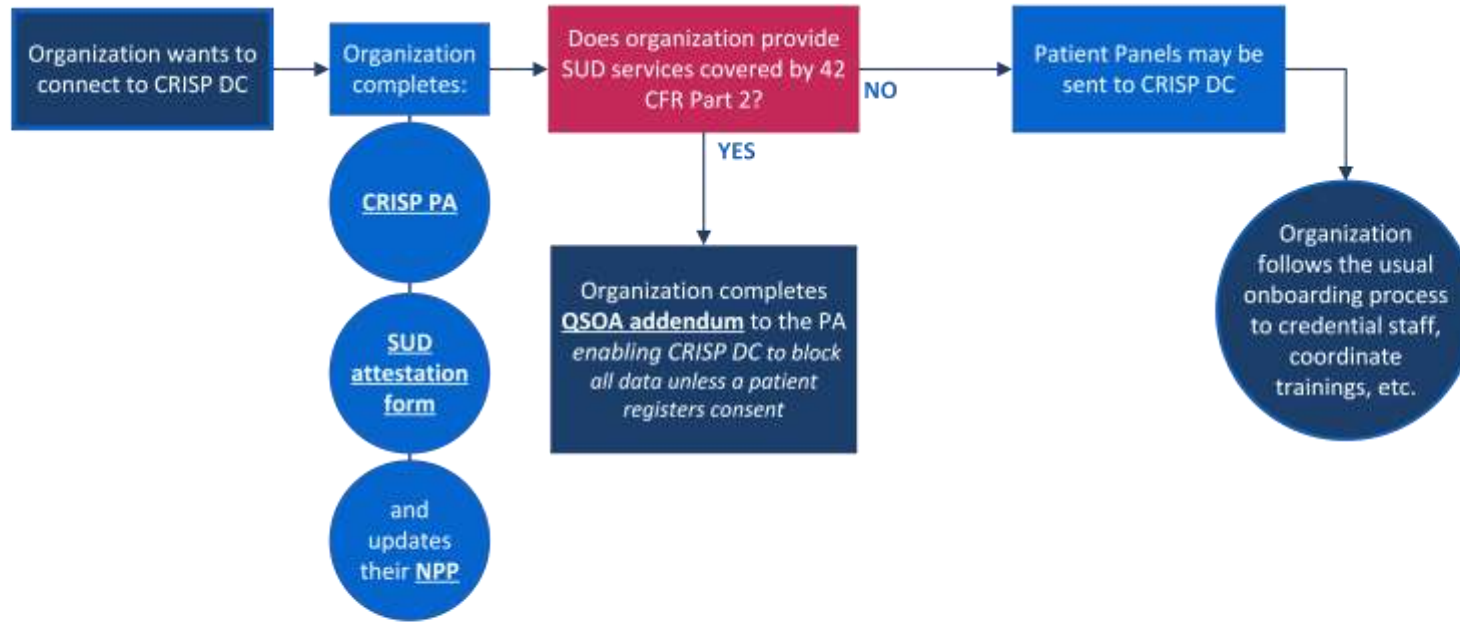 Organization wants to
connect to CRISP DC
Organization
completes:
CRISP PA
SUD
attestation
form
and
updates
their NPP
Does organization provide
SUD services covered by 42
CFR Part 2?
NO
YES
Organization completes
QSOA addendum to the PA
enabling CRISP DC to block
all data unless a patient
registers consent
Patient Panels may be
sent to CRISP DC
Organization
follows the usual
onboarding process
to credential staff,
coordinate
trainings, etc.